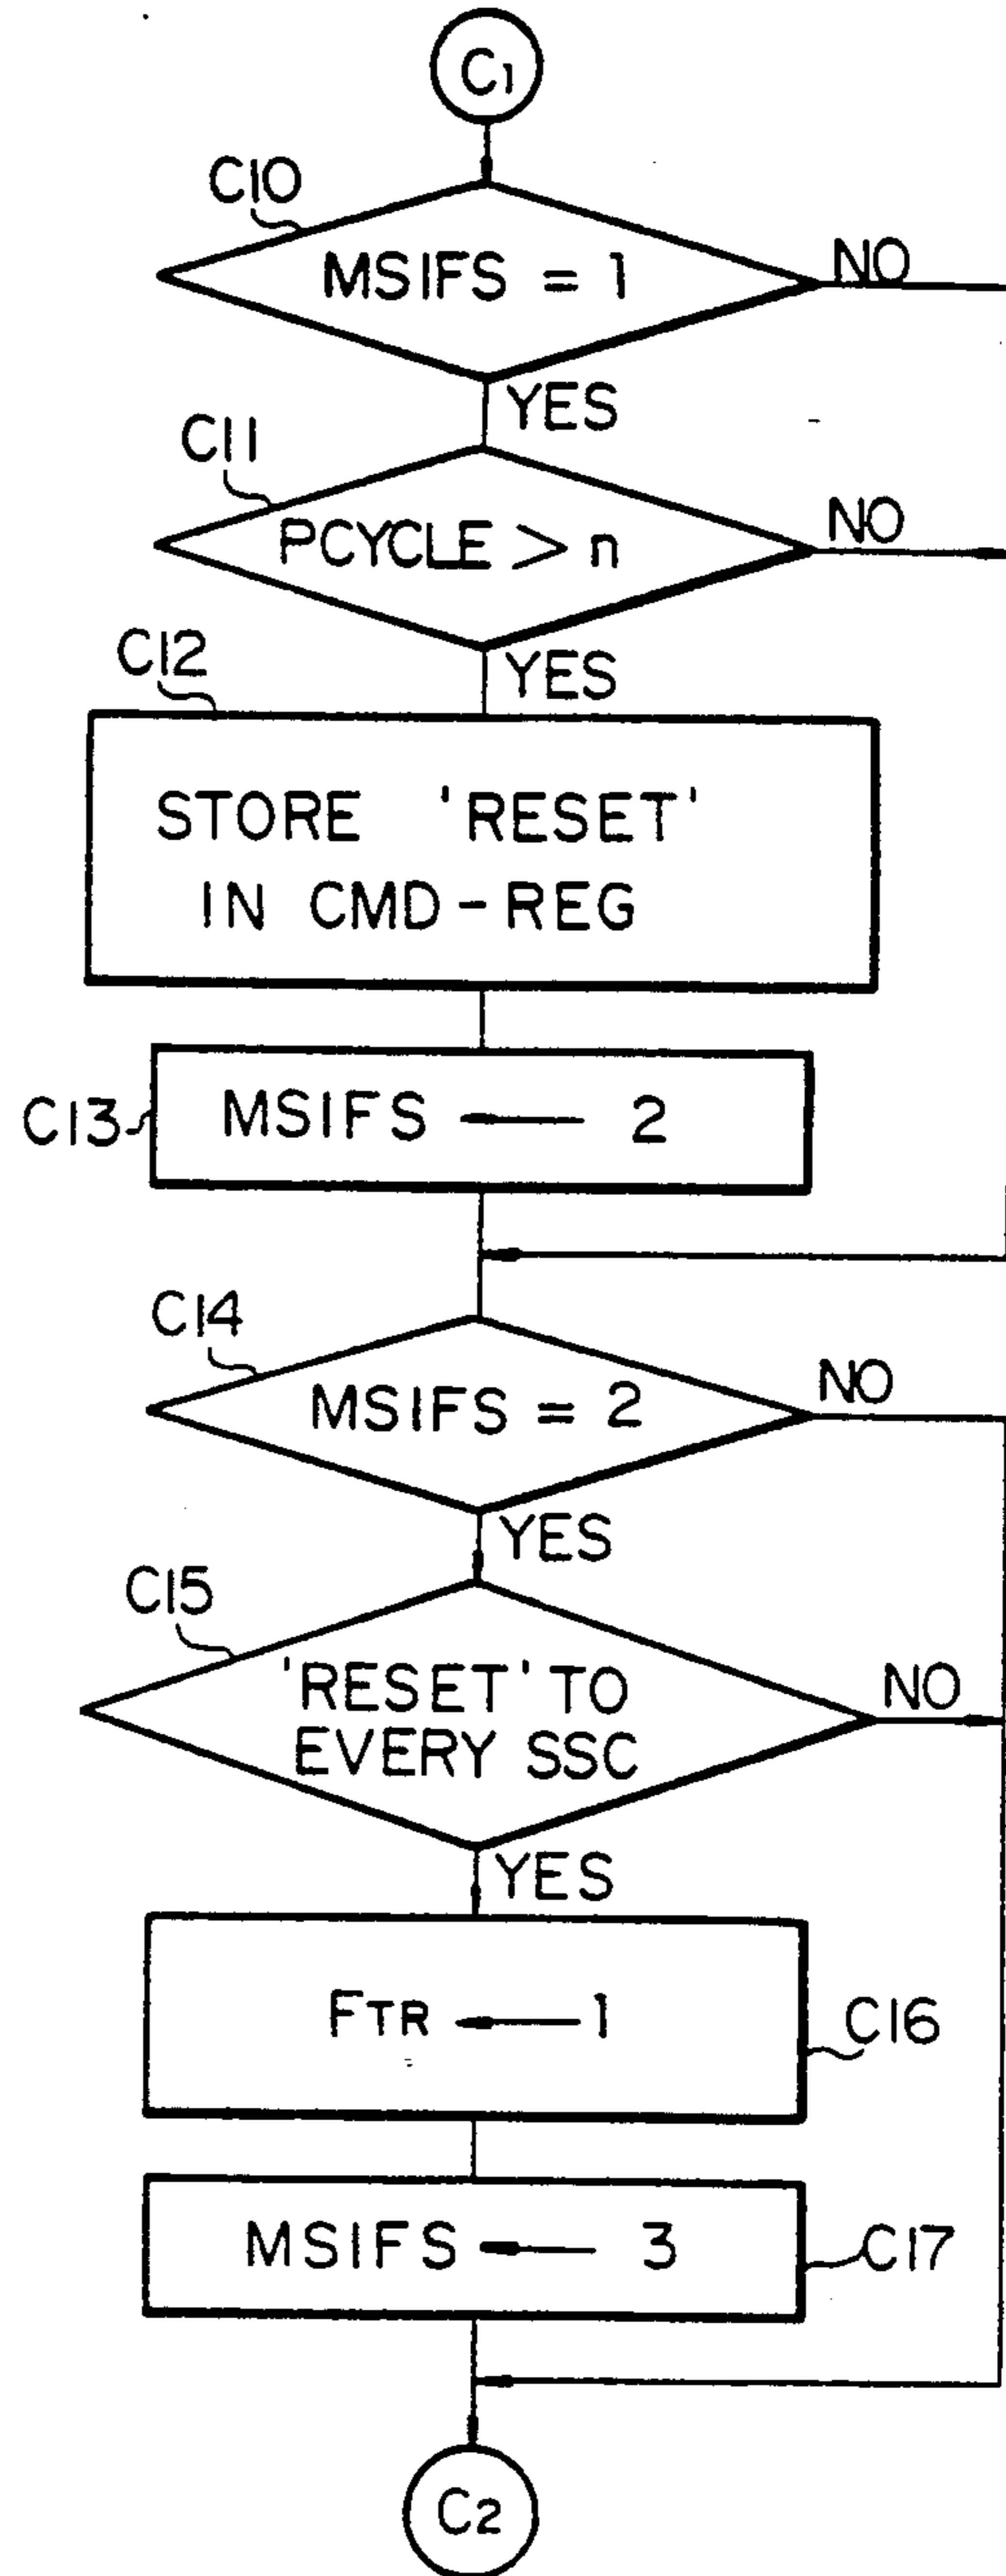 C1
C10
MSIFS = 1
NO
YES
C11
PCYCLE > n
NO
YES
C12
STORE 'RESET'
IN CMD-REG
C13
MSIFS ← 2
C14
MSIFS = 2
NO
YES
C15
'RESET' TO
EVERY SSC
NO
YES
FTR ← 1
C16
MSIFS ← 3
C17
C2